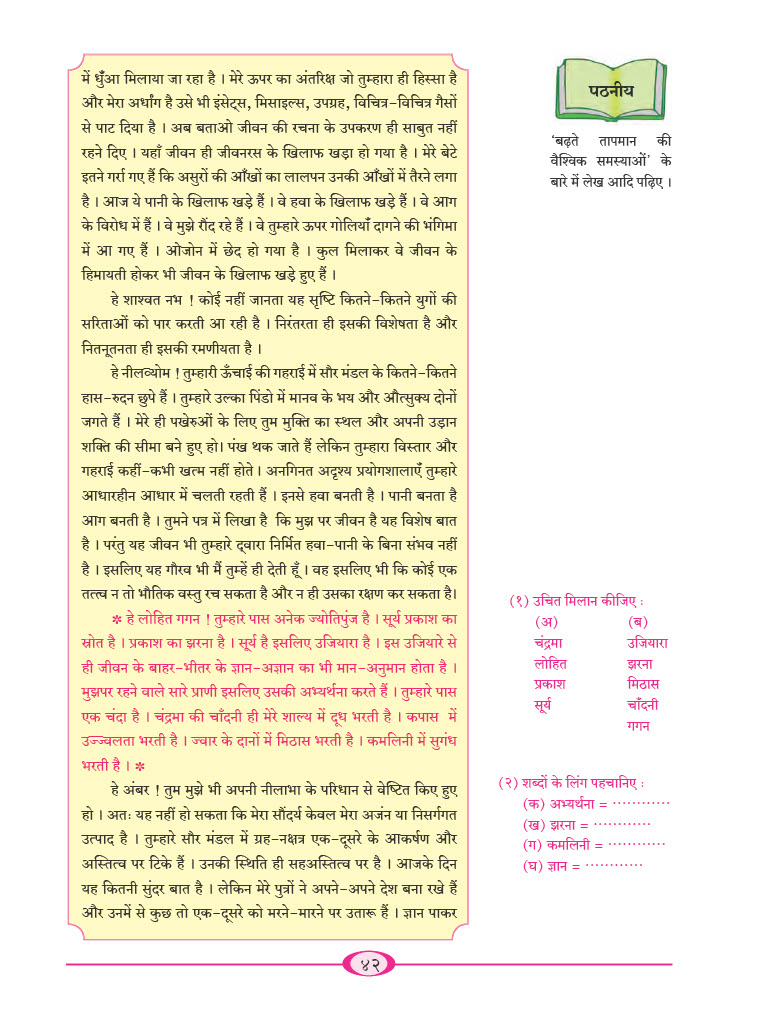 में धुँआ मिलाया जा रहा है । मेरे ऊपर का अंतरिक्ष जो तुम्हारा ही हिस्सा है
और मेरा अर्धांग है उसे भी इंसेट्स, मिसाइल्स, उपग्रह, विचित्र-विचित्र गैसों
से पाट दिया है । अब बताओ जीवन की रचना के उपकरण ही साबुत नहीं
रहने दिए । यहाँ जीवन ही जीवनरस के खिलाफ खड़ा हो गया है । मेरे बेटे
इतने गर्रा गए हैं कि असुरों की आँखों का लालपन उनकी आँखों में तैरने लगा
है । आज ये पानी के खिलाफ खड़े हैं । वे हवा के खिलाफ खड़े हैं । वे आग
के विरोध में हैं । वे मुझे रौंद रहे हैं । वे तुम्हारे ऊपर गोलियाँ दागने की भंगिमा
में आ गए हैं । ओजोन में छेद हो गया है । कुल मिलाकर वे जीवन के
हिमायती होकर भी जीवन के खिलाफ खड़े हुए हैं ।
हे शाश्वत नभ ! कोई नहीं जानता यह सृष्टि कितने-कितने युगों की
सरिताओं को पार करती आ रही है । निरंतरता ही इसकी विशेषता है और
नितनूतनता ही इसकी रमणीयता है ।
हे नीलव्योम ! तुम्हारी ऊँचाई की गहराई में सौर मंडल के कितने-कितने
हास-रुदन छुपे हैं । तुम्हारे उल्का पिंडो में मानव के भय और औत्सुक्य दोनों
जगते हैं । मेरे ही पखेरुओं के लिए तुम मुक्ति का स्थल और अपनी उड़ान
शक्ति की सीमा बने हुए हो। पंख थक जाते हैं लेकिन तुम्हारा विस्तार और
गहराई कहीं-कभी खत्म नहीं होते । अनगिनत अदृश्य प्रयोगशालाएँ तुम्हारे
आधारहीन आधार में चलती रहती हैं । इनसे हवा बनती है । पानी बनता है
आग बनती है । तुमने पत्र में लिखा है कि मुझ पर जीवन है यह विशेष बात
है । परंतु यह जीवन भी तुम्हारे द्वारा निर्मित हवा-पानी के बिना संभव नहीं
है । इसलिए यह गौरव भी मैं तुम्हें ही देती हूँ । वह इसलिए भी कि कोई एक
तत्त्व न तो भौतिक वस्तु रच सकता है और न ही उसका रक्षण कर सकता है।
✽ हे लोहित गगन ! तुम्हारे पास अनेक ज्योतिपुंज है । सूर्य प्रकाश का
स्रोत है । प्रकाश का झरना है । सूर्य है इसलिए उजियारा है । इस उजियारे से
ही जीवन के बाहर-भीतर के ज्ञान-अज्ञान का भी मान-अनुमान होता है ।
मुझपर रहने वाले सारे प्राणी इसलिए उसकी अभ्यर्थना करते हैं । तुम्हारे पास
एक चंदा है । चंद्रमा की चाँदनी ही मेरे शाल्य में दूध भरती है । कपास में
उज्ज्वलता भरती है । ज्वार के दानों में मिठास भरती है । कमलिनी में सुगंध
भरती है । ✽
हे अंबर ! तुम मुझे भी अपनी नीलाभा के परिधान से वेष्टित किए हुए
हो । अतः यह नहीं हो सकता कि मेरा सौंदर्य केवल मेरा अजंन या निसर्गगत
उत्पाद है । तुम्हारे सौर मंडल में ग्रह-नक्षत्र एक-दूसरे के आकर्षण और
अस्तित्व पर टिके हैं । उनकी स्थिति ही सहअस्तित्व पर है । आजके दिन
यह कितनी सुंदर बात है । लेकिन मेरे पुत्रों ने अपने-अपने देश बना रखे हैं
और उनमें से कुछ तो एक-दूसरे को मरने-मारने पर उतारू हैं । ज्ञान पाकर
पठनीय
‘बढ़ते तापमान की
वैश्विक समस्याओं’ के
बारे में लेख आदि पढ़िए ।
(१) उचित मिलान कीजिए :
(अ) (ब)
चंद्रमा उजियारा
लोहित झरना
प्रकाश मिठास
सूर्य चाँदनी
गगन
(२) शब्दों के लिंग पहचानिए :
(क) अभ्यर्थना = ············
(ख) झरना = ············
(ग) कमलिनी = ············
(घ) ज्ञान = ············
४२